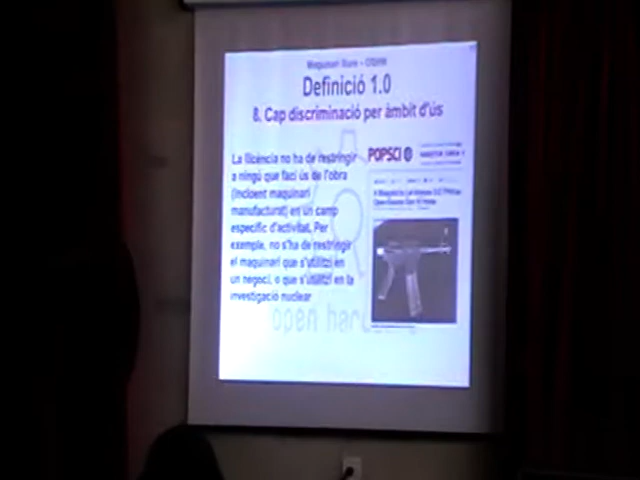 Maquinari lliure – OSHW
Definició 1.0
8. Cap discriminació per àmbit d'ús
La llicència no ha de restringir
a ningú que faci ús de l'obra
(incloent maquinari
manufacturat) en un camp
específic d'activitat. Per
exemple, no s'ha de restringir
el maquinari que s'utilitzi en
un negoci, o que s'utilitzi en la
investigació nuclear
POPSCI
open hard